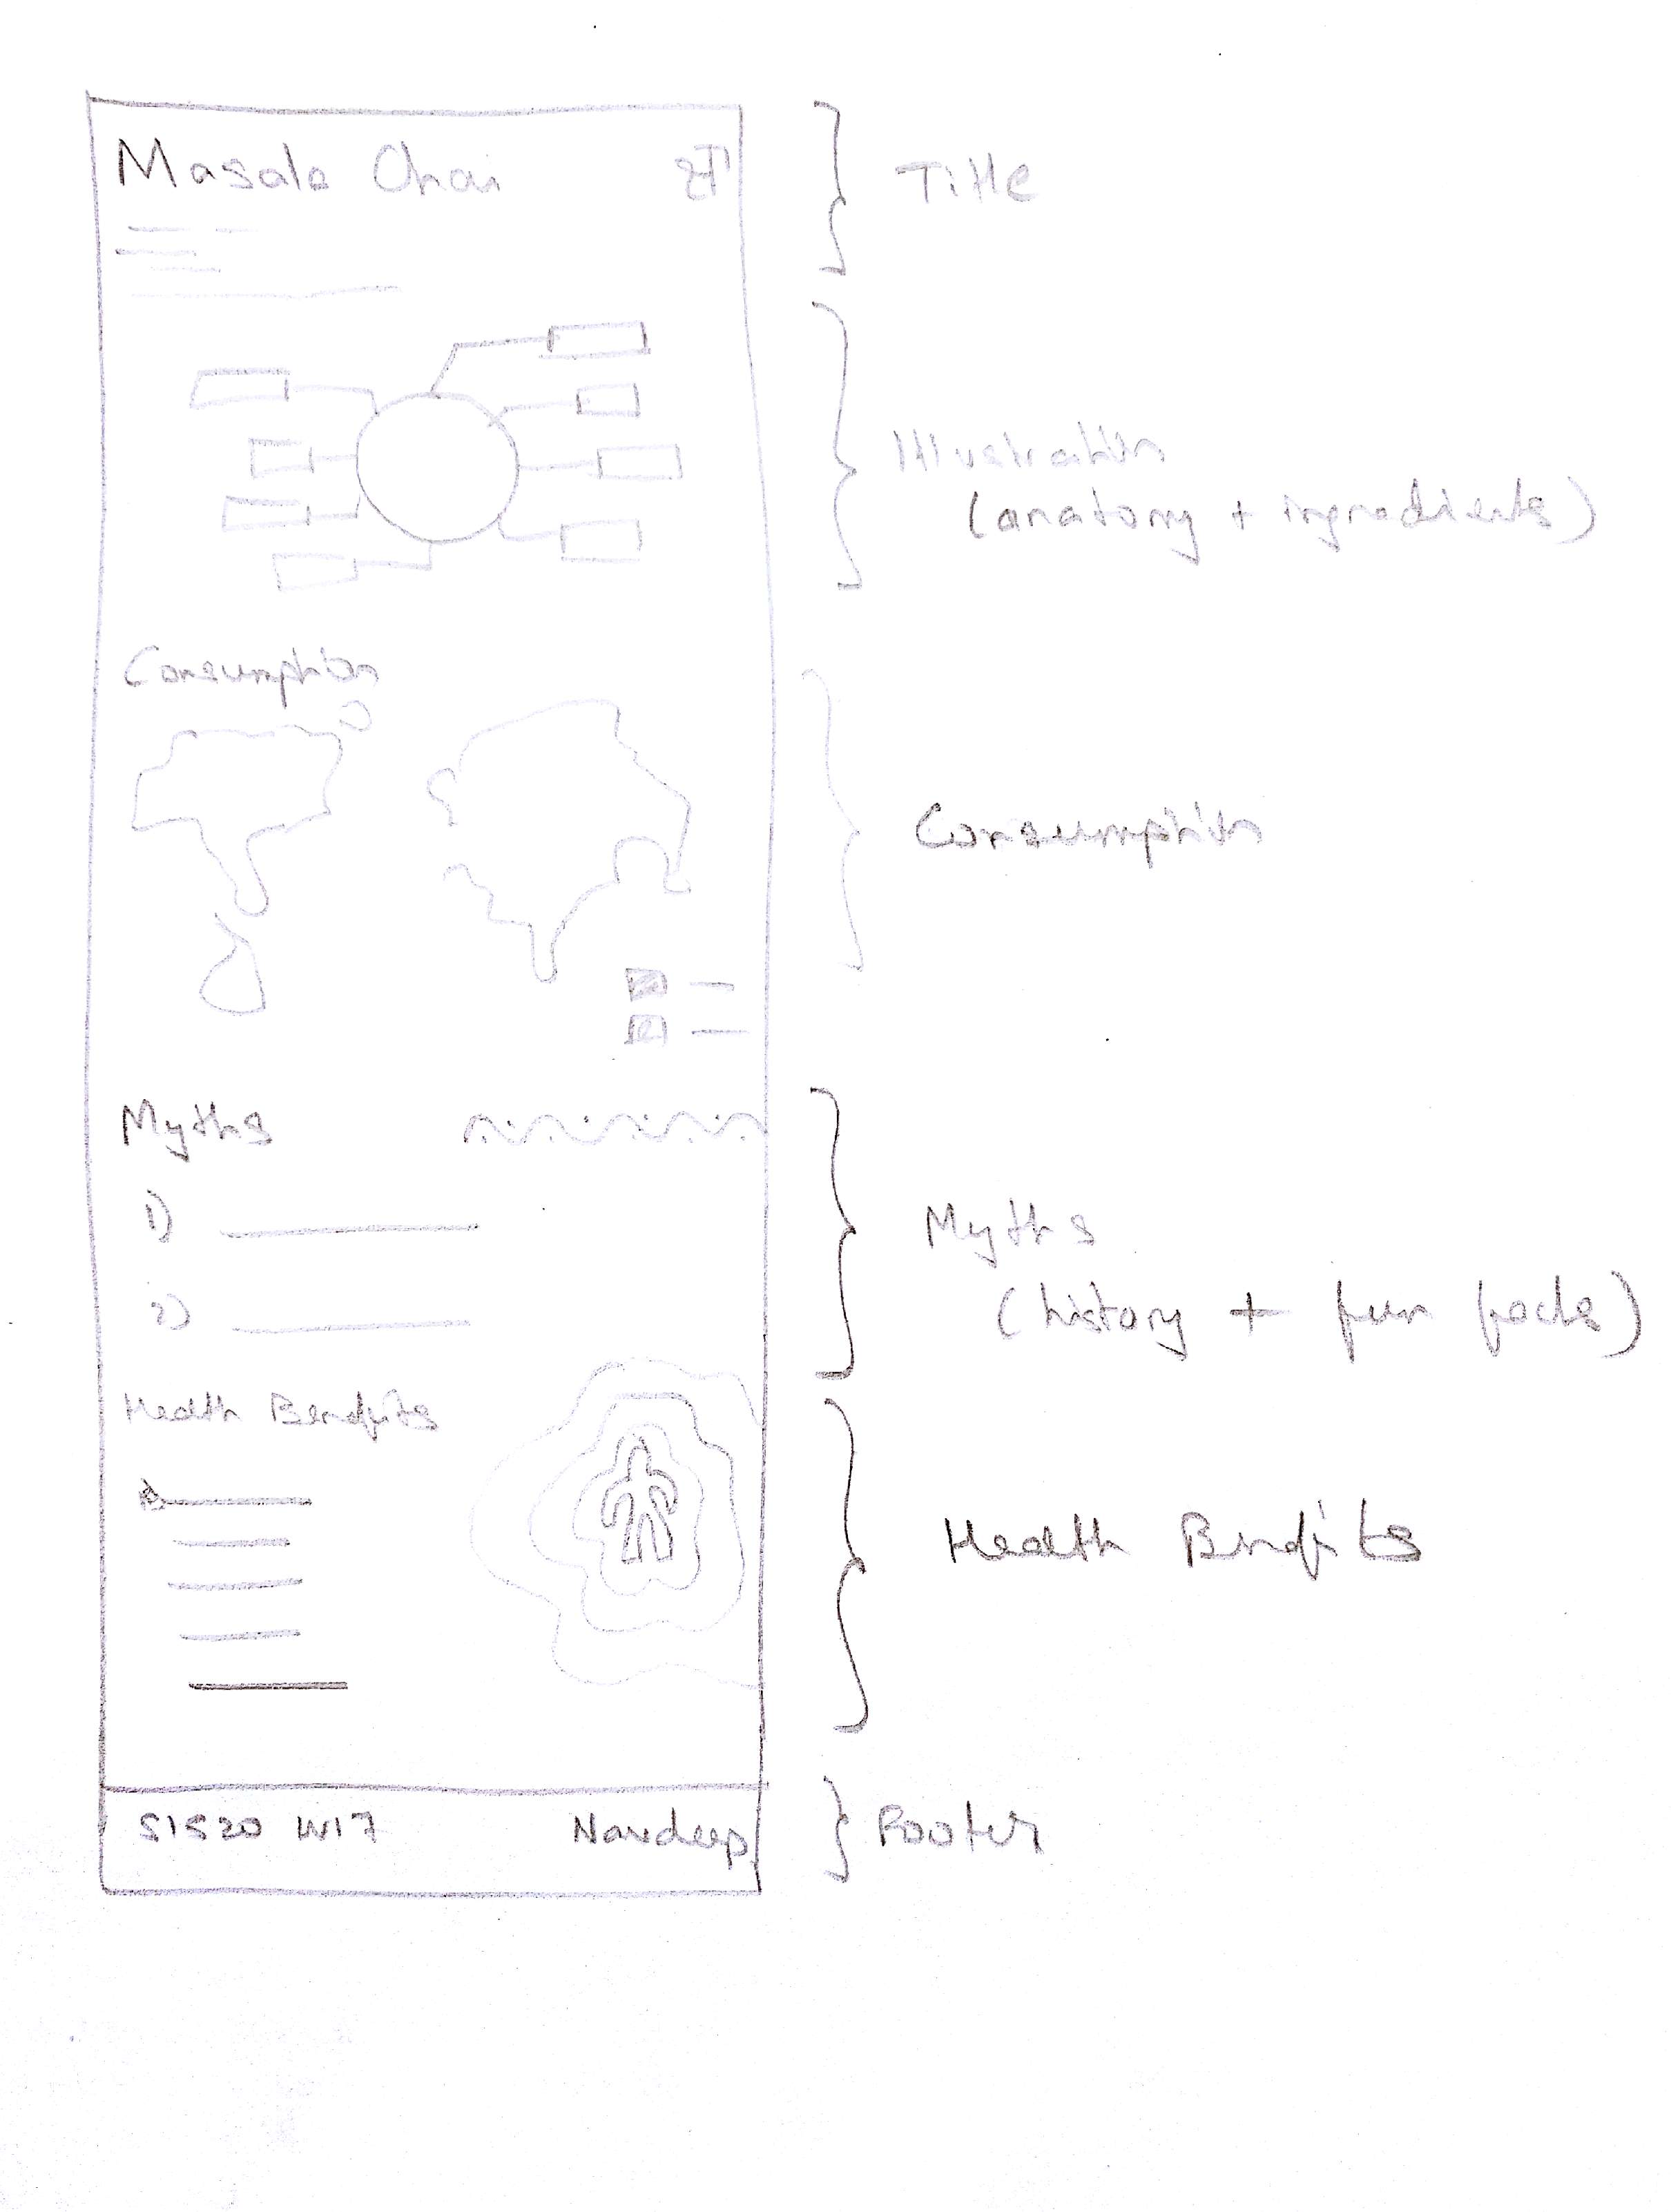 Masala Chai
Title
Illustration
(anatomy + ingredients)
Consumption
Consumption
Myths
1)
2)
Myths
(history + fun facts)
Health Benefits
Health Benefits
SI520 W17
Navdeep
Footer